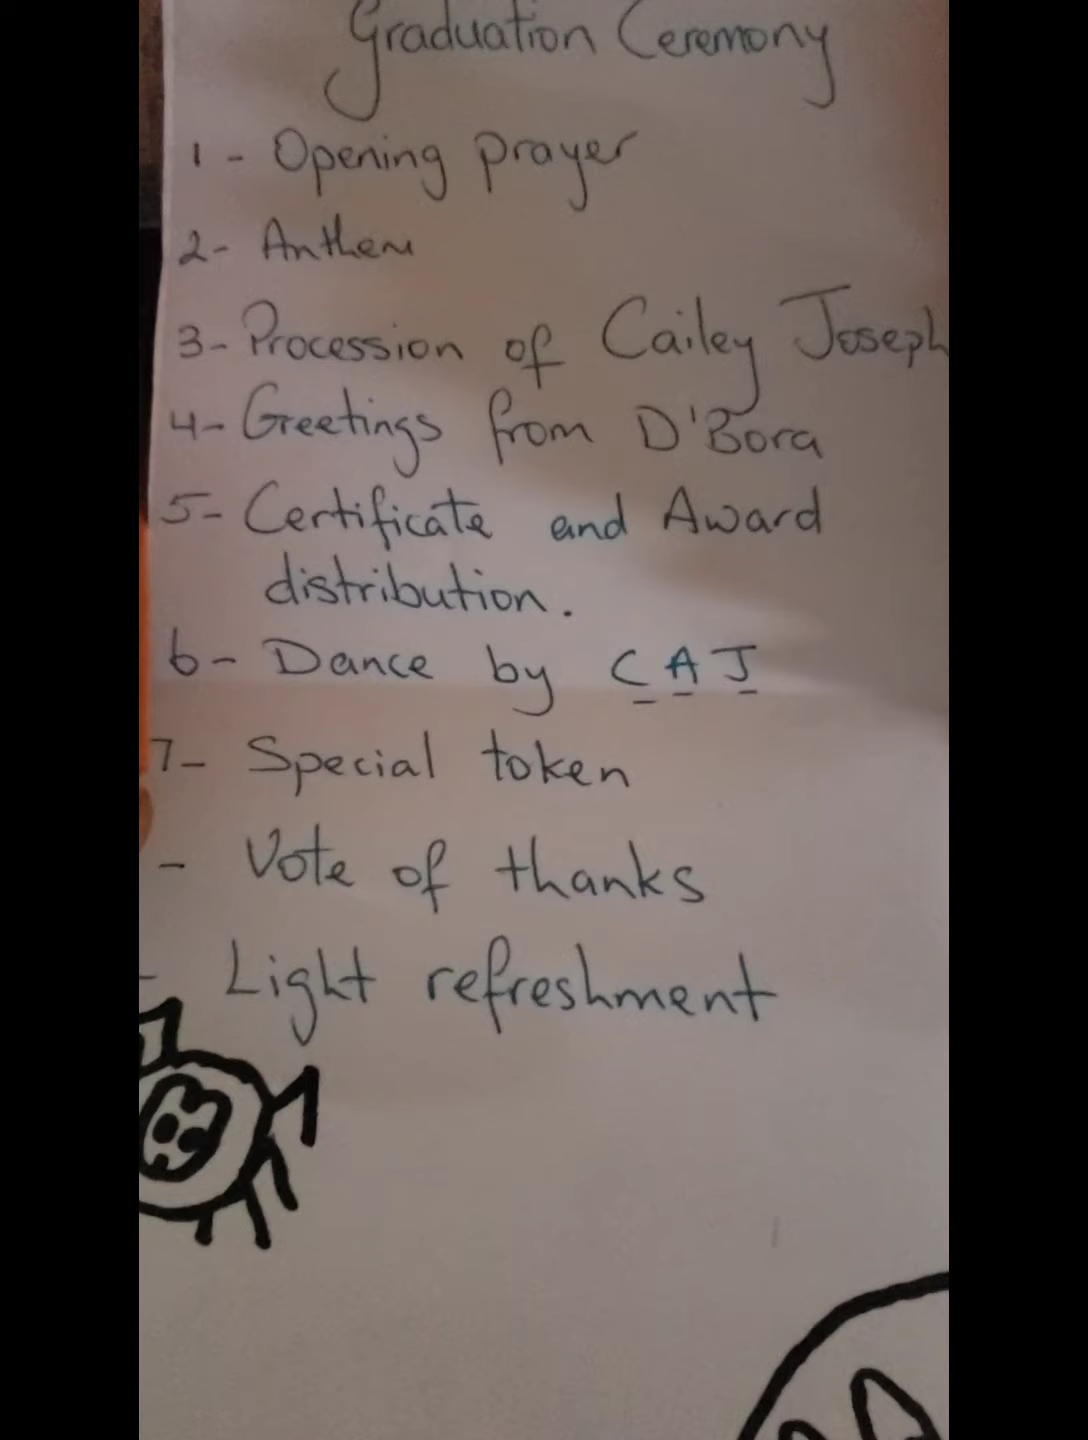 Graduation Ceremony
1 - Opening prayer
2- Anthem
3- Procession of Cailey Joseph
4- Greetings from D'Bora
5- Certificate and Award
distribution.
6- Dance by C A J
7- Special token
- Vote of thanks
- Light refreshment